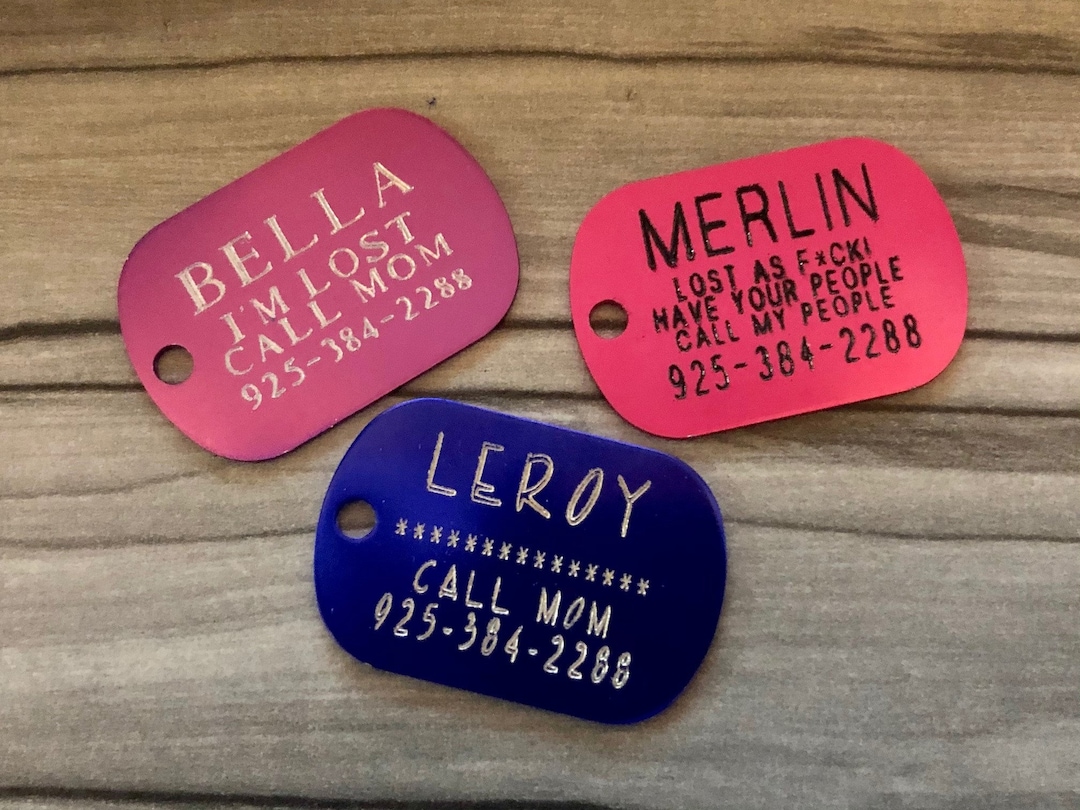 BELLA
I'M LOST
CALL MOM
925-384-2288
MERLIN
LOST AS F*CK!
HAVE YOUR PEOPLE
CALL MY PEOPLE
925-384-2288
LEROY
***************
CALL MOM
925-384-2288